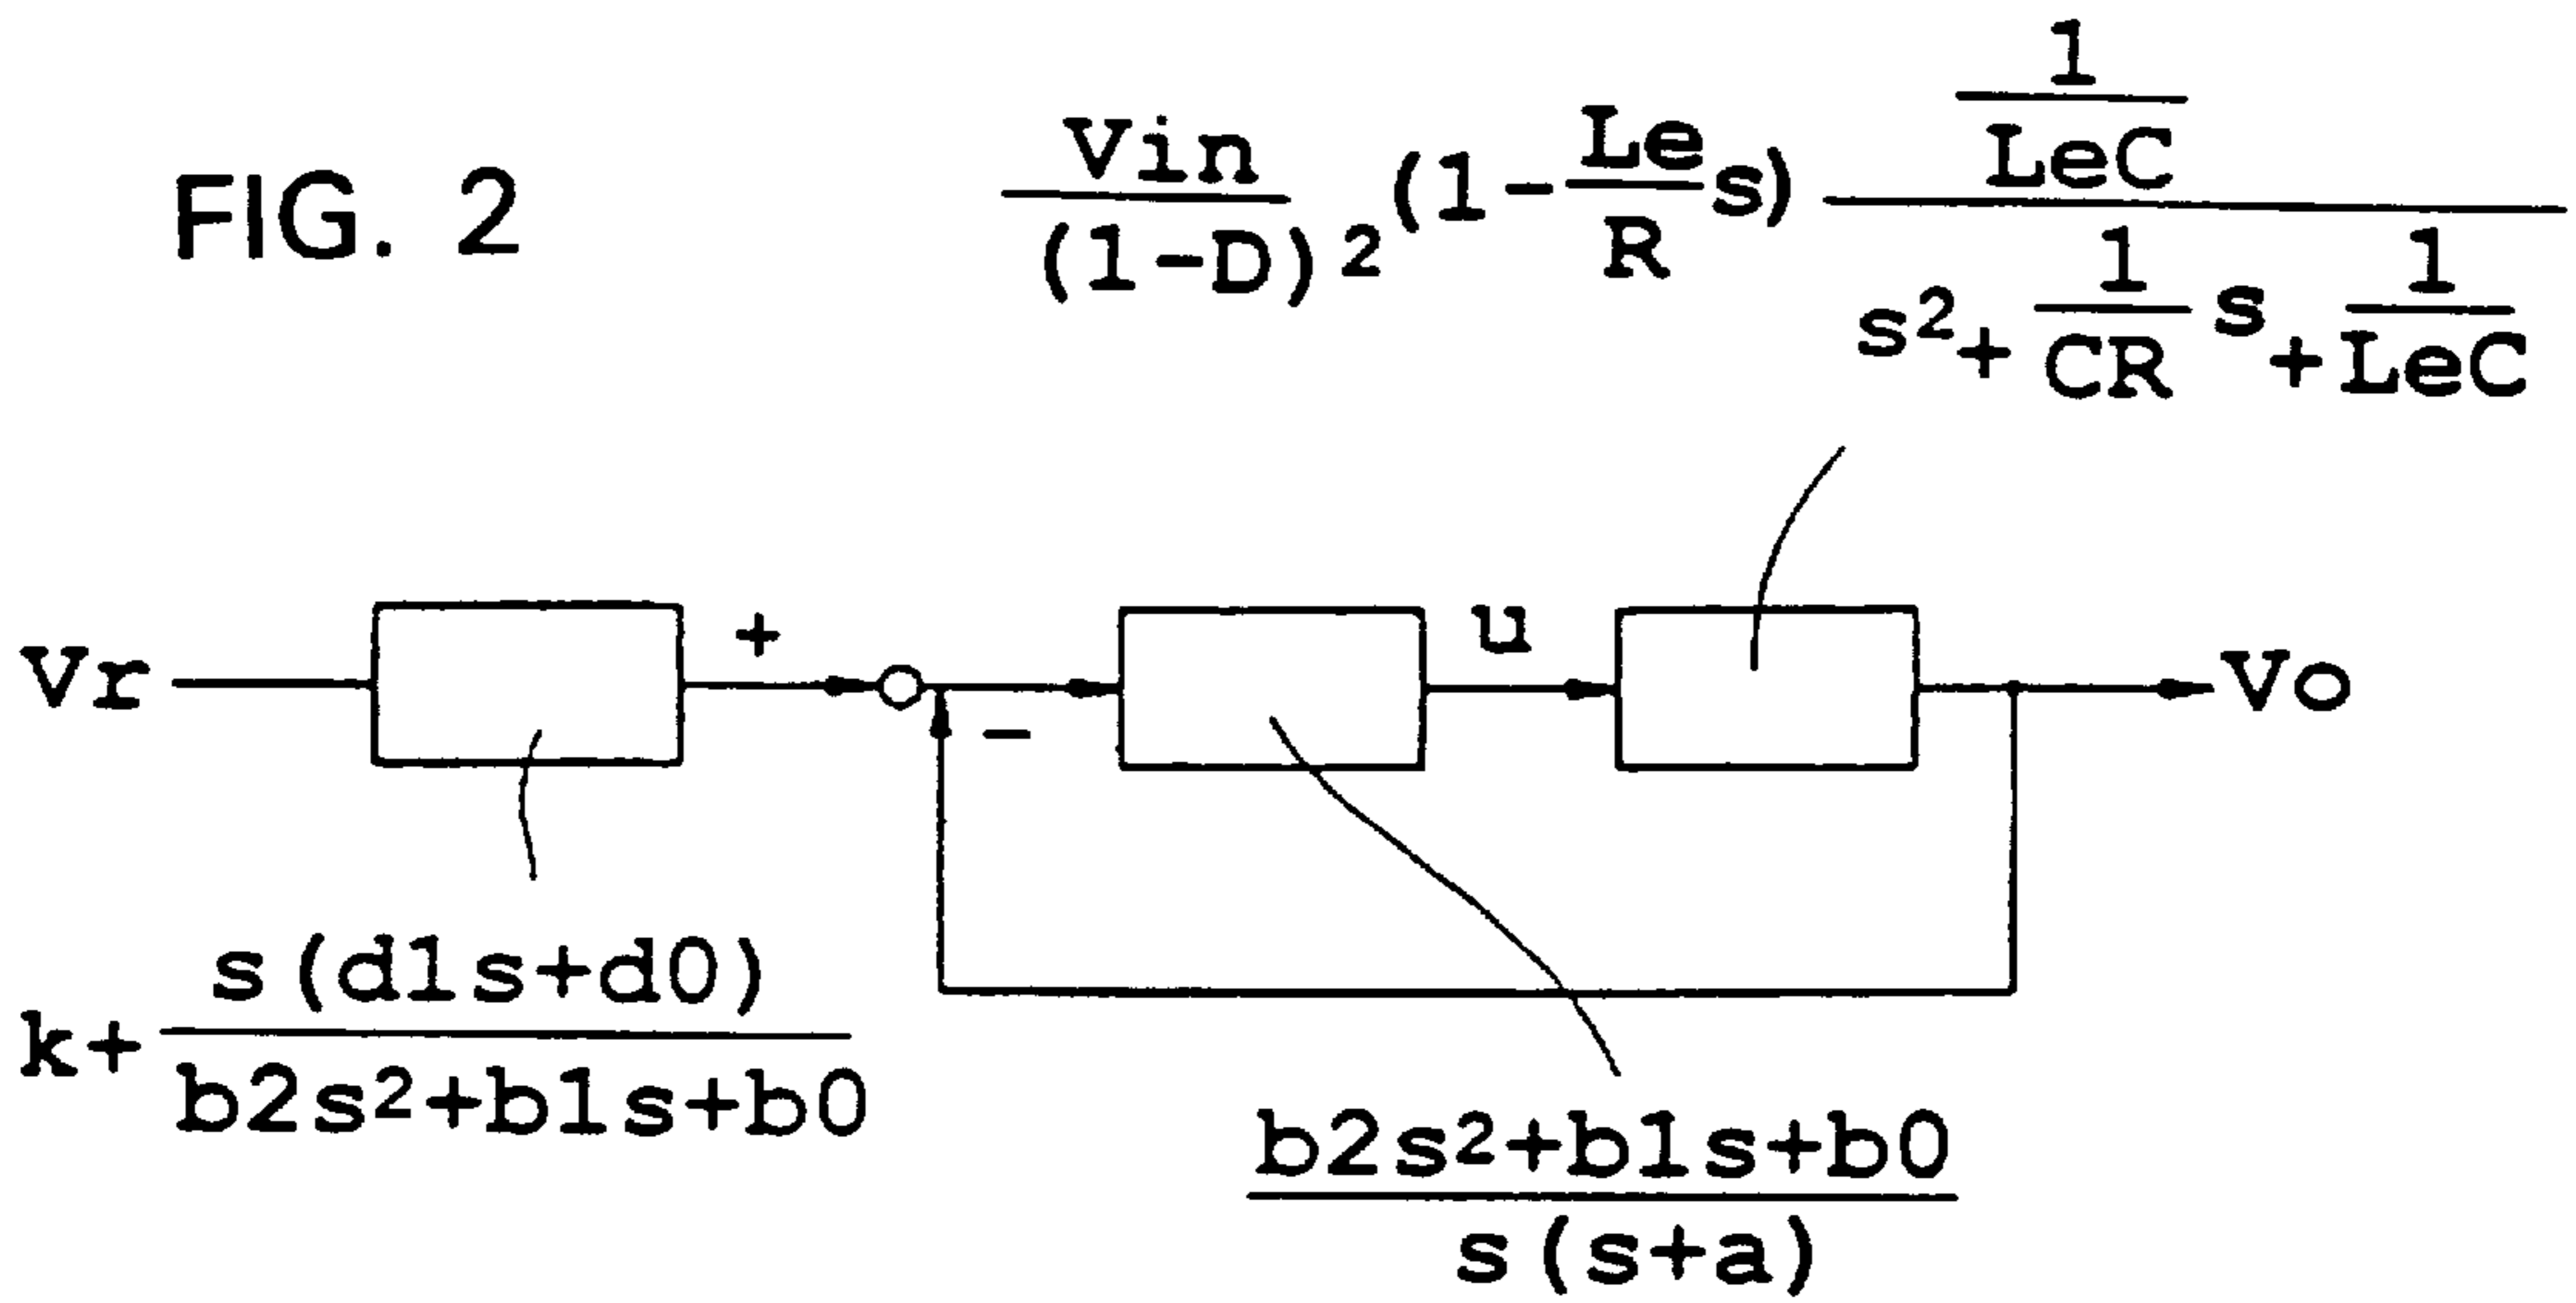 FIG. 2
Vin/(1-D)² (1-Le/R s) (1/LeC)/(s²+1/CR s+1/LeC)
Vr
+
-
u
Vo
k+ s(d1s+d0)/(b2s²+b1s+b0)
(b2s²+b1s+b0)/(s(s+a))